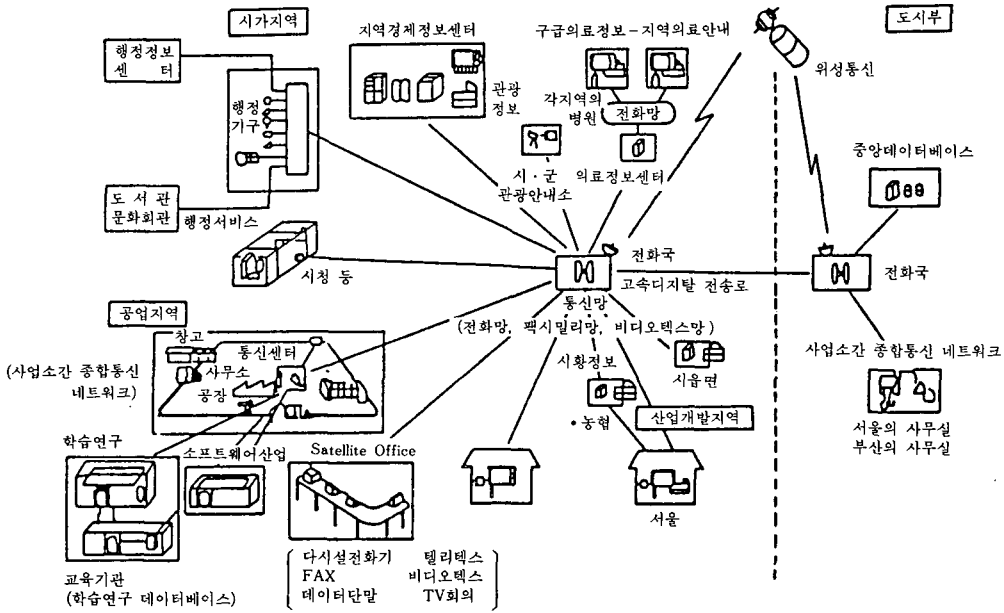 시가지역
도시부
행정정보
센 터
지역경제정보센터
구급의료정보-지역의료안내
위성통신
행정
기구
관광
정보
각지역의
병원
전화망
시·군
관광안내소
의료정보센터
중앙데이터베이스
도 서 관
문화회관
행정서비스
시청 등
전화국
고속디지탈 전송로
전화국
통신망
(전화망, 팩시밀리망, 비디오텍스망)
공업지역
창고
통신센터
사무소
공장
(사업소간 종합통신
네트워크)
시황정보
시읍면
사업소간 종합통신 네트워크
·농협
산업개발지역
서울의 사무실
부산의 사무실
학습연구
소프트웨어산업
Satellite Office
서울
다시설전화기 텔리텍스
FAX 비디오텍스
데이터단말 TV회의
교육기관
(학습연구 데이터베이스)